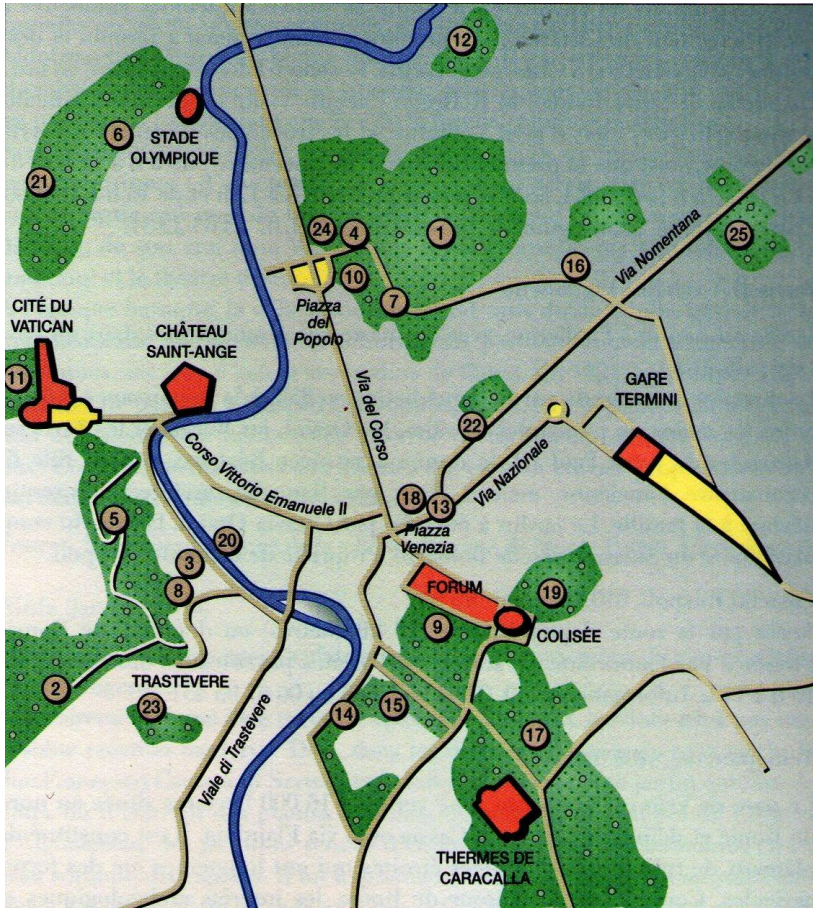 12
STADE
OLYMPIQUE
6
21
24
4
1
25
10
16
Via Nomentana
7
Piazza
del
Popolo
CITÉ DU
VATICAN
CHÂTEAU
SAINT-ANGE
11
Via del Corso
GARE
TERMINI
22
Corso Vittorio Emanuele II
Via Nazionale
18
13
Piazza
Venezia
5
20
3
8
FORUM
19
9
COLISÉE
2
TRASTEVERE
23
14
15
17
Viale di Trastevere
THERMES DE
CARACALLA